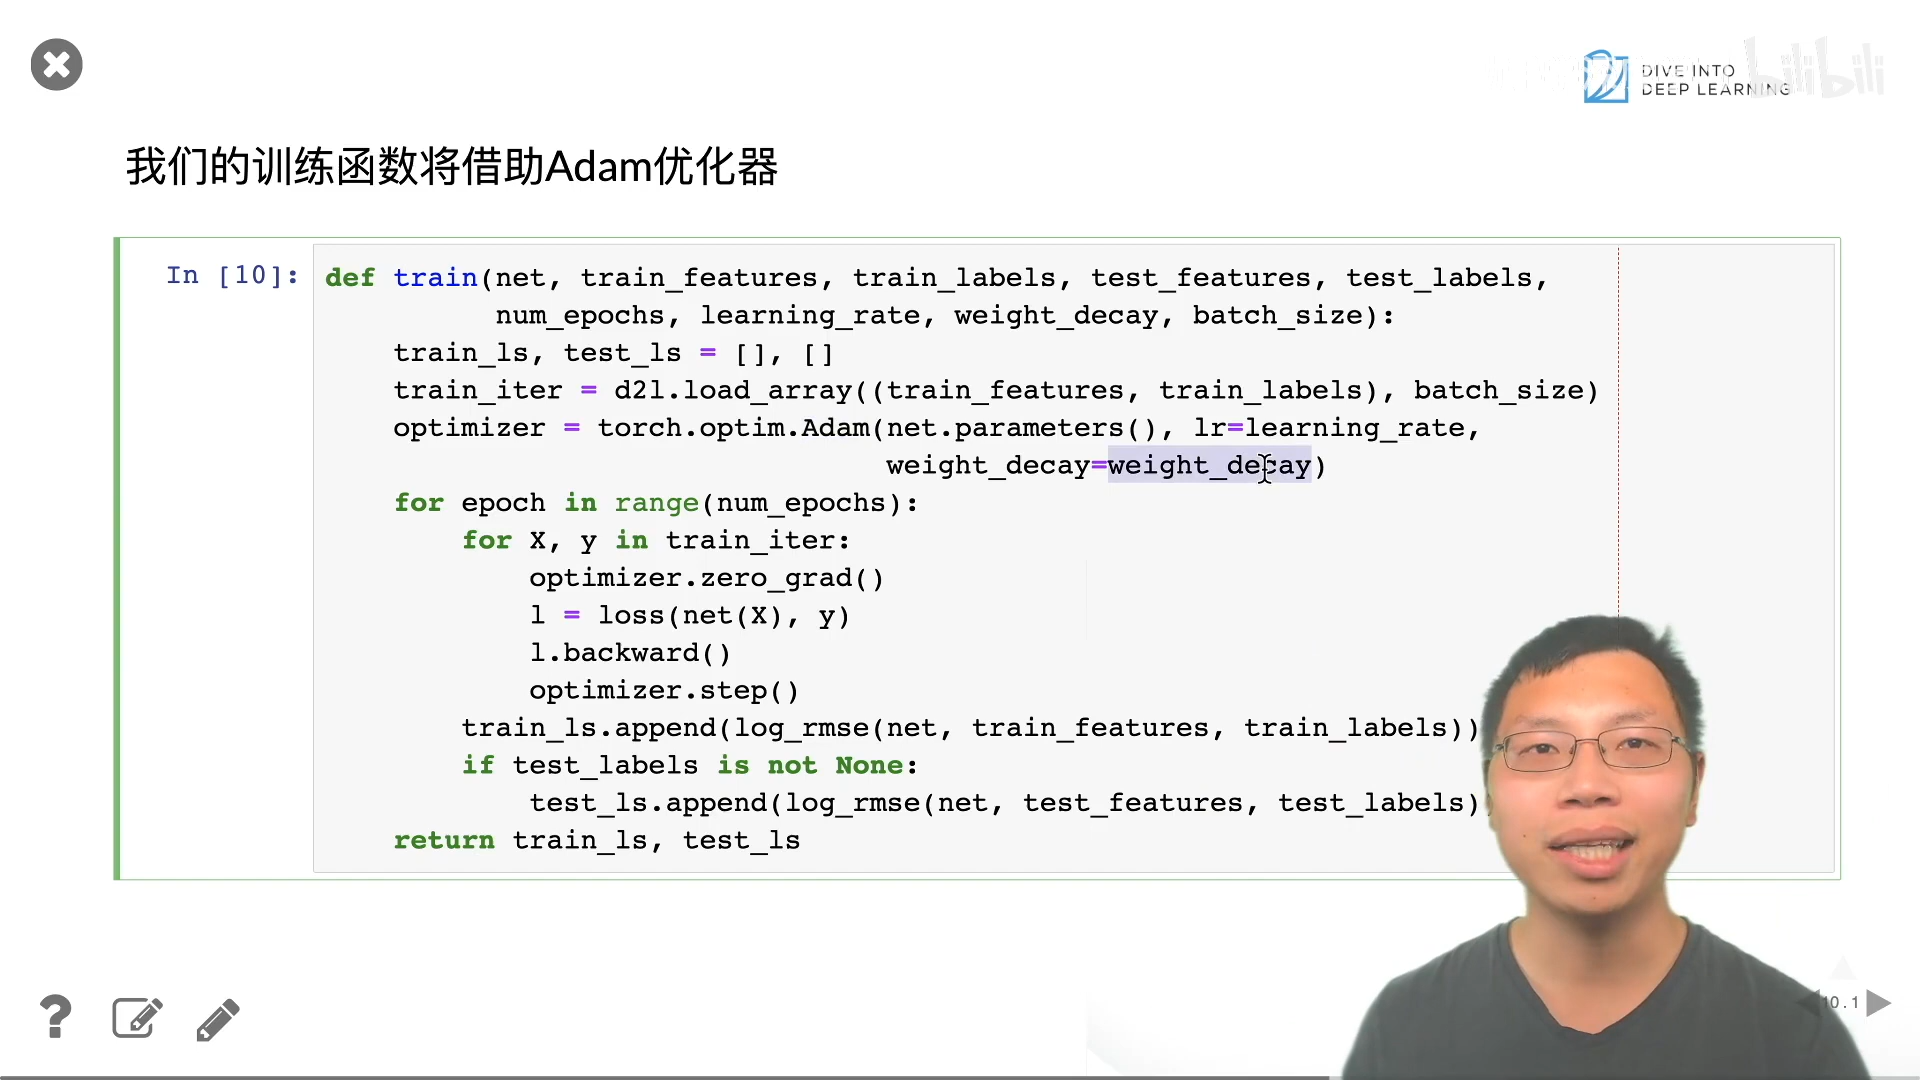 DIVE INTO
DEEP LEARNING
bilibili
我们的训练函数将借助Adam优化器
In [10]:
def train(net, train_features, train_labels, test_features, test_labels,
          num_epochs, learning_rate, weight_decay, batch_size):
    train_ls, test_ls = [], []
    train_iter = d2l.load_array((train_features, train_labels), batch_size)
    optimizer = torch.optim.Adam(net.parameters(), lr=learning_rate,
                                 weight_decay=weight_decay)
    for epoch in range(num_epochs):
        for X, y in train_iter:
            optimizer.zero_grad()
            l = loss(net(X), y)
            l.backward()
            optimizer.step()
        train_ls.append(log_rmse(net, train_features, train_labels))
        if test_labels is not None:
            test_ls.append(log_rmse(net, test_features, test_labels)
    return train_ls, test_ls
10.1